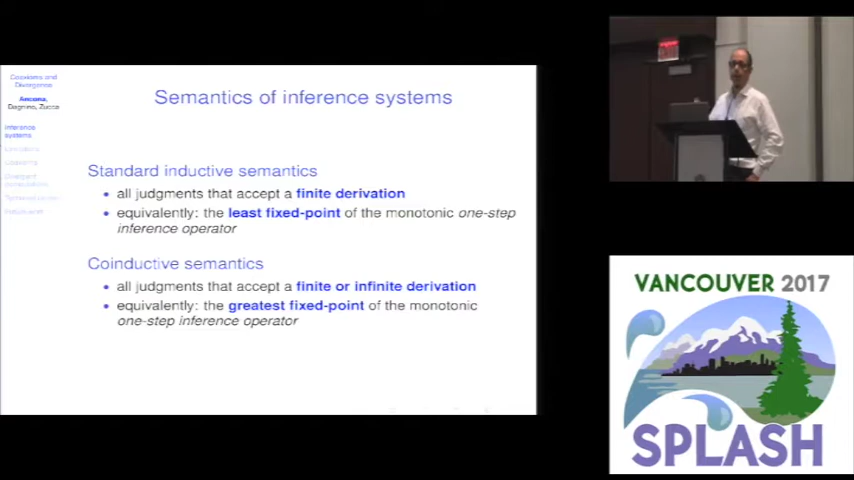 Coaxioms and
Divergence
Ancona,
Dagnino, Zucca
Inference
systems
Semantics of inference systems
Standard inductive semantics
all judgments that accept a finite derivation
equivalently: the least fixed-point of the monotonic one-step
inference operator
Coinductive semantics
all judgments that accept a finite or infinite derivation
equivalently: the greatest fixed-point of the monotonic
one-step inference operator
VANCOUVER 2017
SPLASH